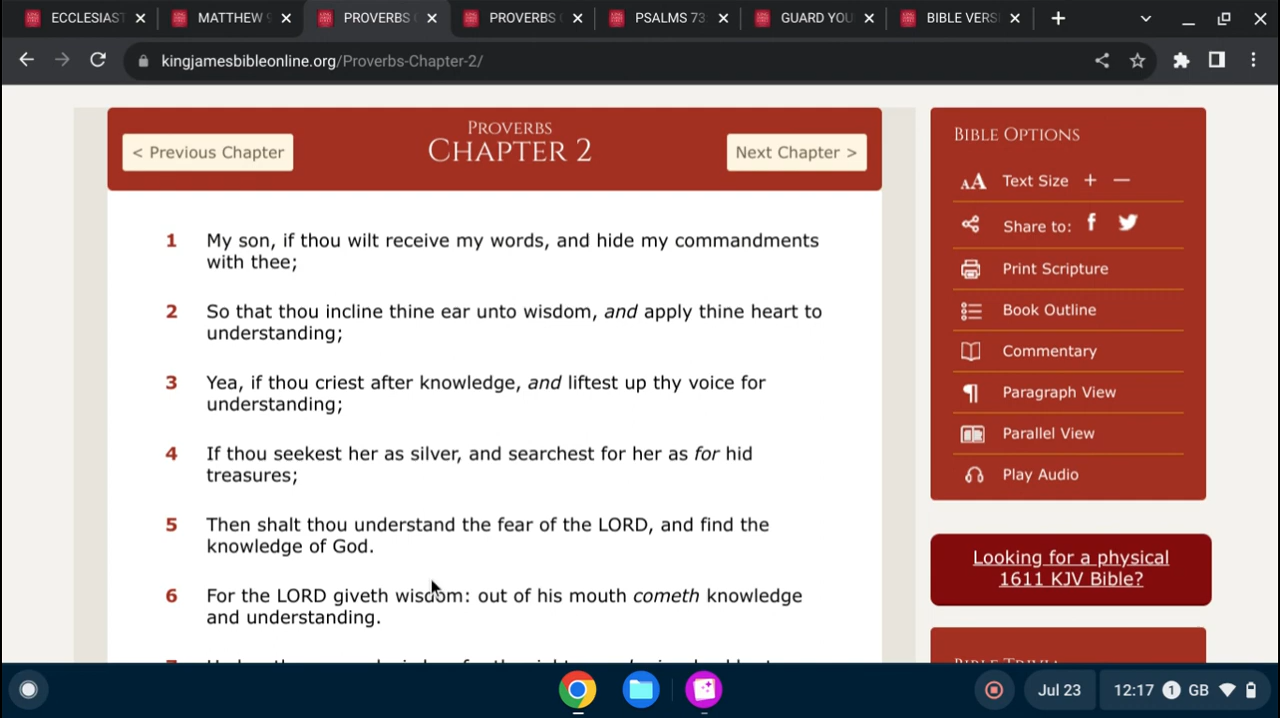 ECCLESIAST
MATTHEW 9
PROVERBS
PROVERBS
PSALMS 73
GUARD YOU
BIBLE VERS
kingjamesbibleonline.org/Proverbs-Chapter-2/
< Previous Chapter
PROVERBS
CHAPTER 2
Next Chapter >
1 My son, if thou wilt receive my words, and hide my commandments
with thee;
2 So that thou incline thine ear unto wisdom, and apply thine heart to
understanding;
3 Yea, if thou criest after knowledge, and liftest up thy voice for
understanding;
4 If thou seekest her as silver, and searchest for her as for hid
treasures;
5 Then shalt thou understand the fear of the LORD, and find the
knowledge of God.
6 For the LORD giveth wisdom: out of his mouth cometh knowledge
and understanding.
BIBLE OPTIONS
AA Text Size + —
Share to: f
Print Scripture
Book Outline
Commentary
Paragraph View
Parallel View
Play Audio
Looking for a physical
1611 KJV Bible?
Jul 23
12:17 1 GB